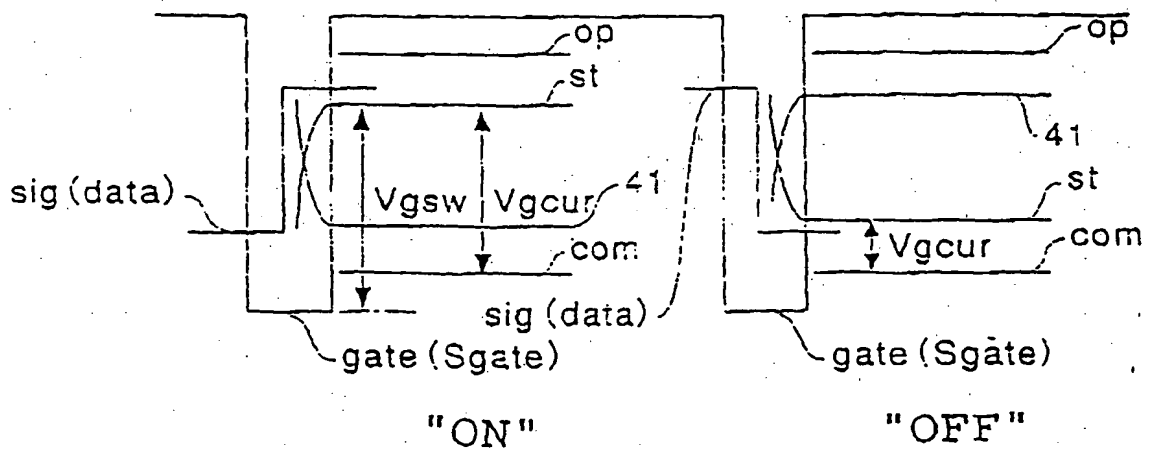 op
st
sig (data)
Vgsw
Vgcur
41
com
gate (Sgate)
"ON"
op
41
st
Vgcur
com
sig (data)
gate (Sgate)
"OFF"